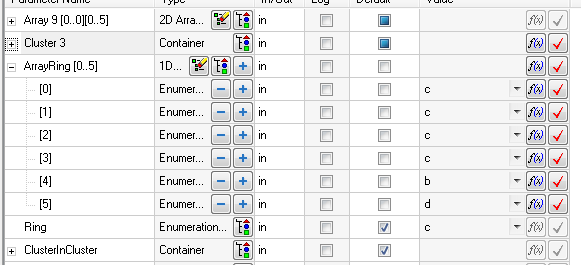 Parameter Name Type In/Out Log Default Value
Array 9 [0..0][0..5] 2D Arra... in f(x)
Cluster 3 Container in f(x)
ArrayRing [0..5] 1D... in f(x)
[0] Enumer... in c f(x)
[1] Enumer... in c f(x)
[2] Enumer... in c f(x)
[3] Enumer... in c f(x)
[4] Enumer... in b f(x)
[5] Enumer... in d f(x)
Ring Enumeration... in c f(x)
ClusterInCluster Container in f(x)